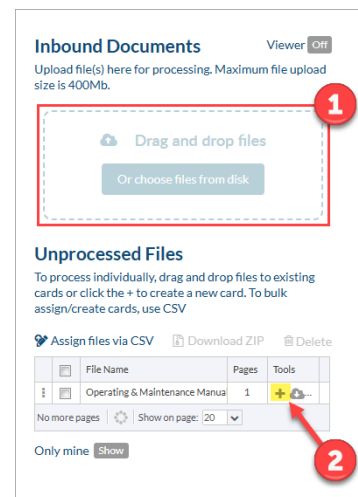 Inbound Documents Viewer Off
Upload file(s) here for processing. Maximum file upload
size is 400Mb.
1
Drag and drop files
Or choose files from disk
Unprocessed Files
To process individually, drag and drop files to existing
cards or click the + to create a new card. To bulk
assign/create cards, use CSV
Assign files via CSV Download ZIP Delete
File Name Pages Tools
Operating & Maintenance Manual 1 ...
No more pages Show on page: 20
Only mine Show
2